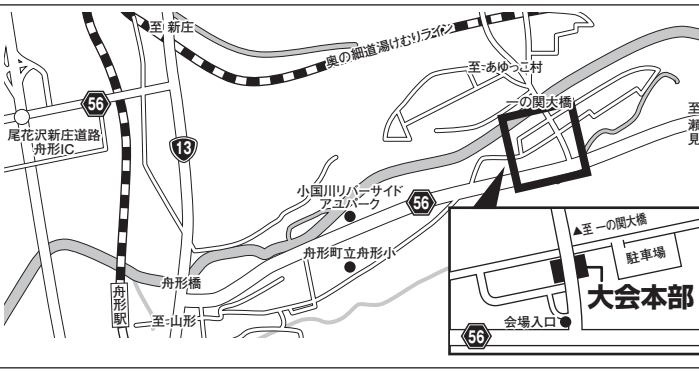 至 新庄
奥の細道湯けむりライン
至 あゆっこ村
一の関大橋
至
瀬
見
56
尾花沢新庄道路
舟形IC
13
小国川リバーサイド
アユパーク
56
舟形町立舟形小
舟形橋
舟
形
駅
至 山形
▲至 一の関大橋
駐車場
大会本部
会場入口
56